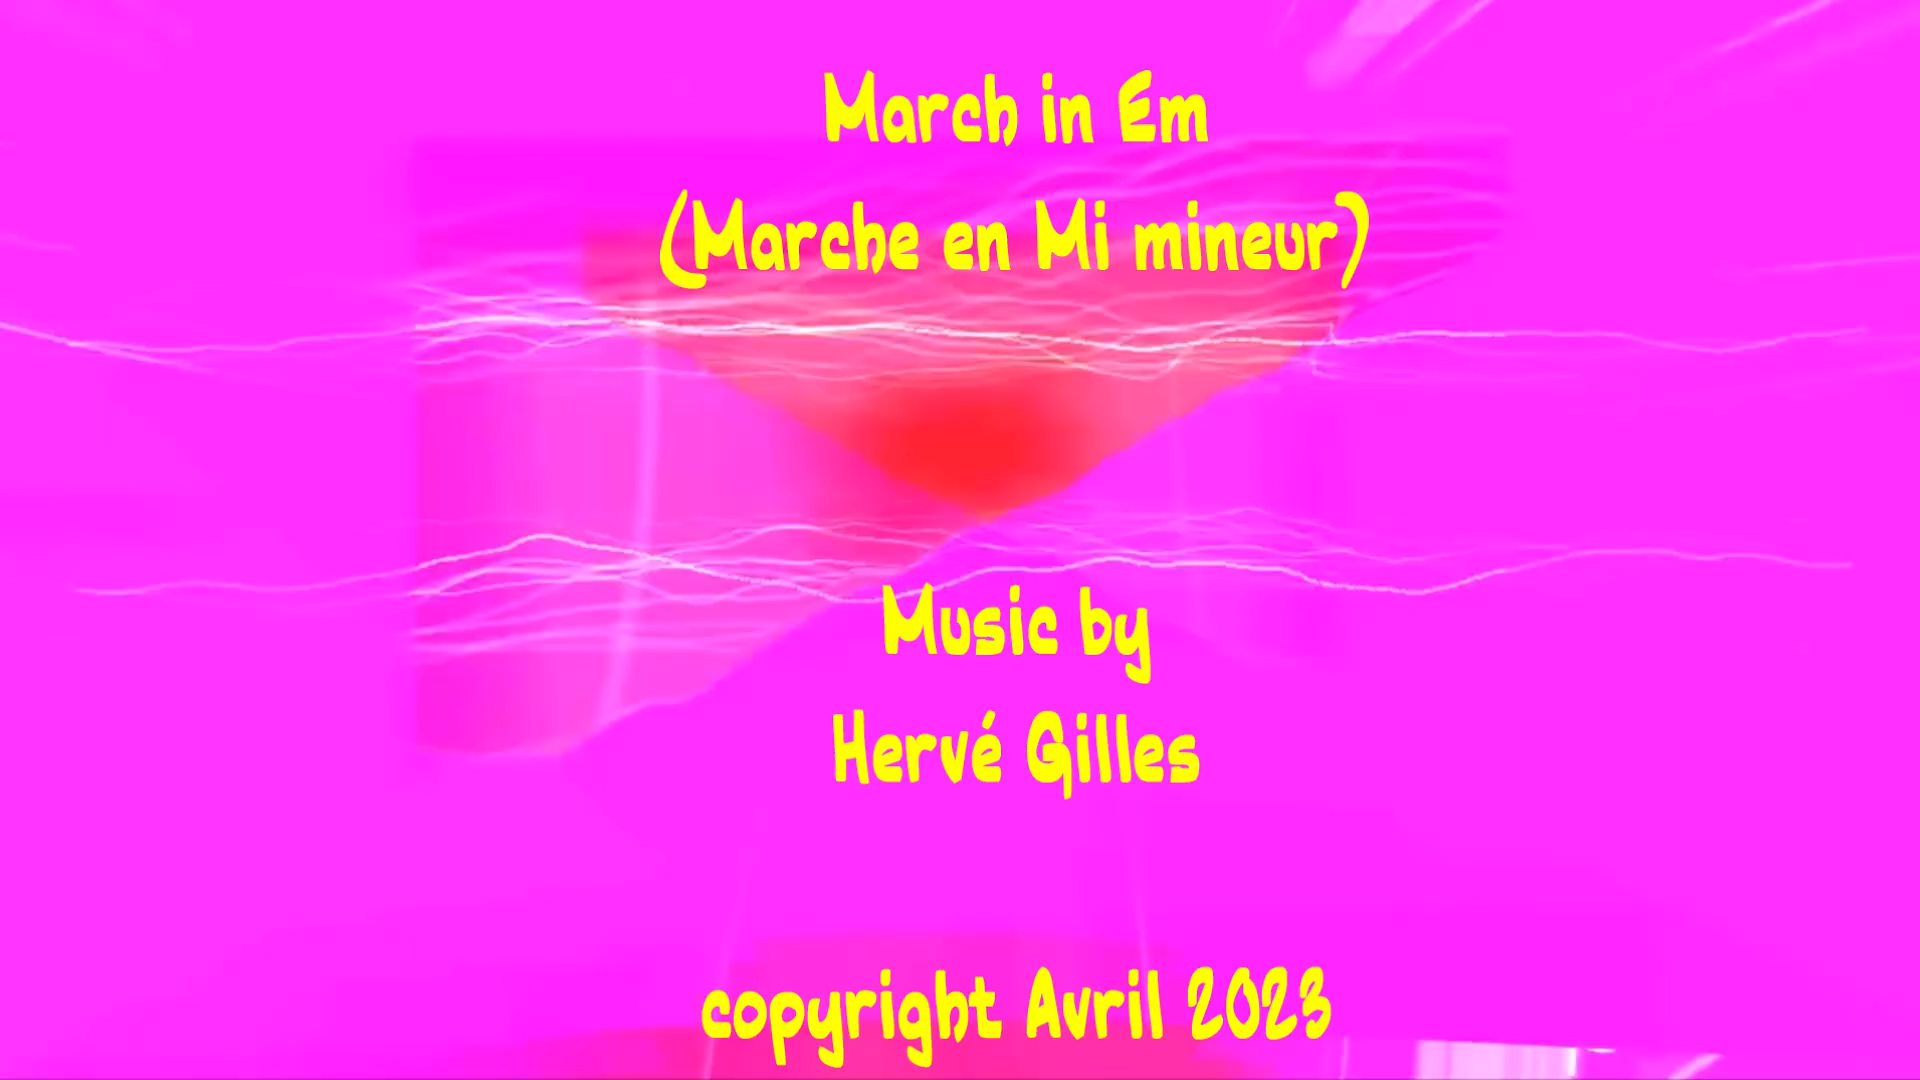 March in Em
(Marche en Mi mineur)
Music by
Hervé Gilles
copyright Avril 2023